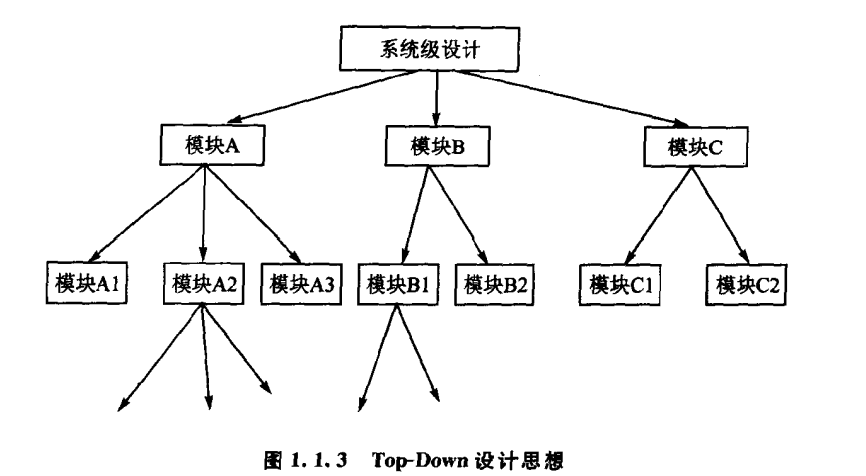 系统级设计
模块A
模块B
模块C
模块A1
模块A2
模块A3
模块B1
模块B2
模块C1
模块C2
图 1.1.3 Top-Down 设计思想